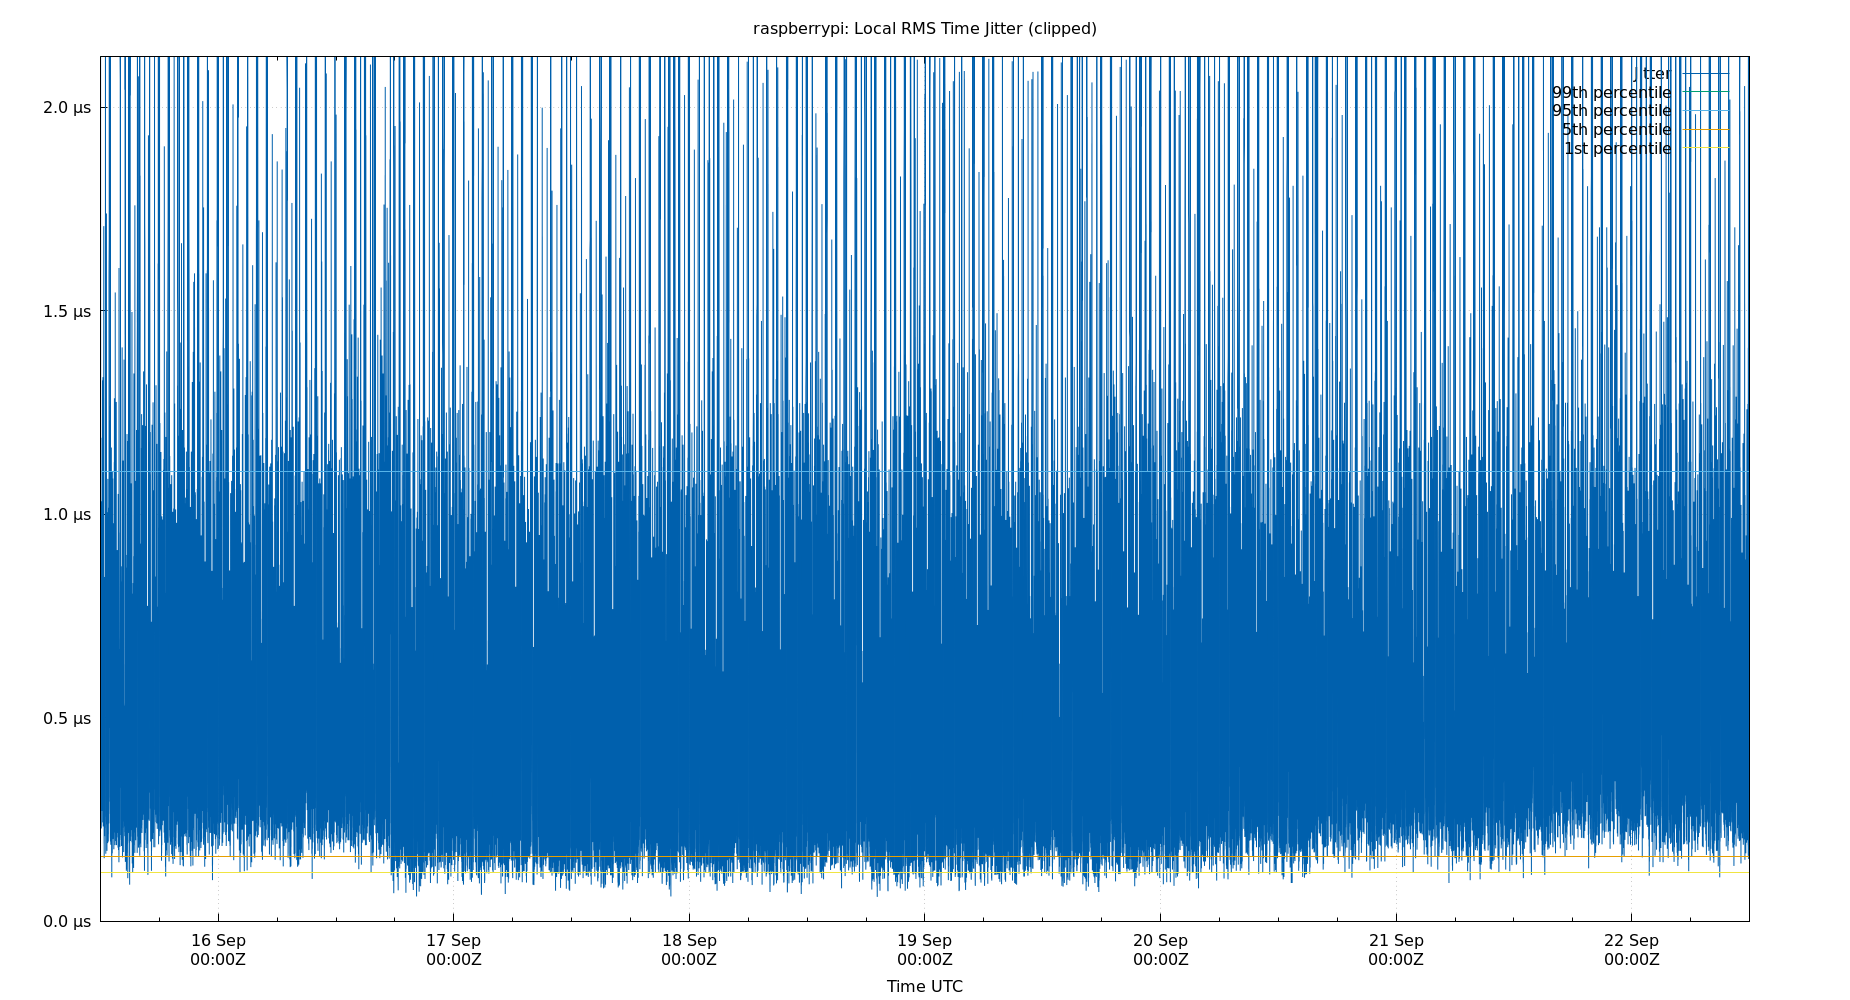 raspberrypi: Local RMS Time Jitter (clipped)
Jitter
99th percentile
95th percentile
5th percentile
1st percentile
2.0 μs
1.5 μs
1.0 μs
0.5 μs
0.0 μs
16 Sep 17 Sep 18 Sep 19 Sep 20 Sep 21 Sep 22 Sep
00:00Z 00:00Z 00:00Z 00:00Z 00:00Z 00:00Z 00:00Z
Time UTC